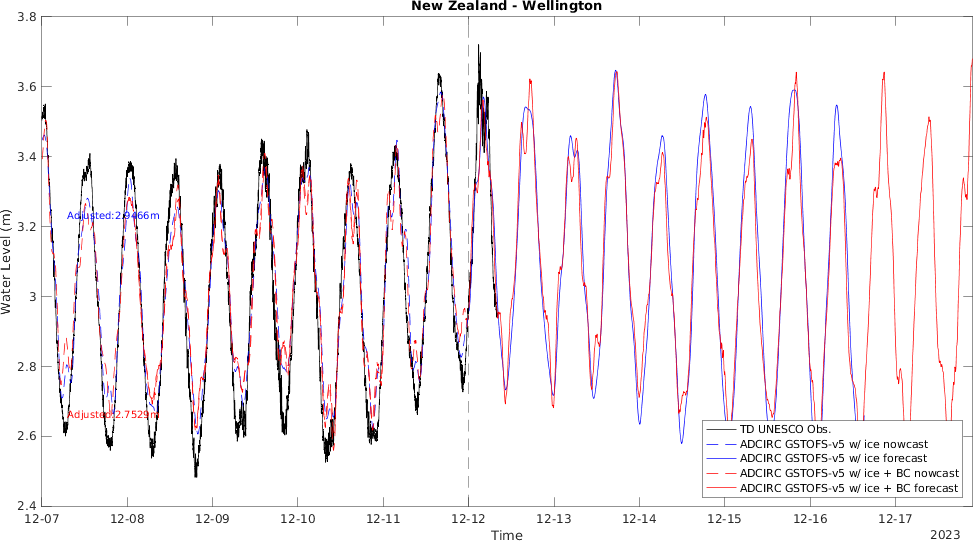 New Zealand - Wellington
3.8
3.6
3.4
3.2
3
2.8
2.6
2.4
Water Level (m)
Adjusted:2.9466m
Adjusted:2.7529m
TD UNESCO Obs.
ADCIRC GSTOFS-v5 w/ ice nowcast
ADCIRC GSTOFS-v5 w/ ice forecast
ADCIRC GSTOFS-v5 w/ ice + BC nowcast
ADCIRC GSTOFS-v5 w/ ice + BC forecast
12-07 12-08 12-09 12-10 12-11 12-12 12-13 12-14 12-15 12-16 12-17
Time
2023